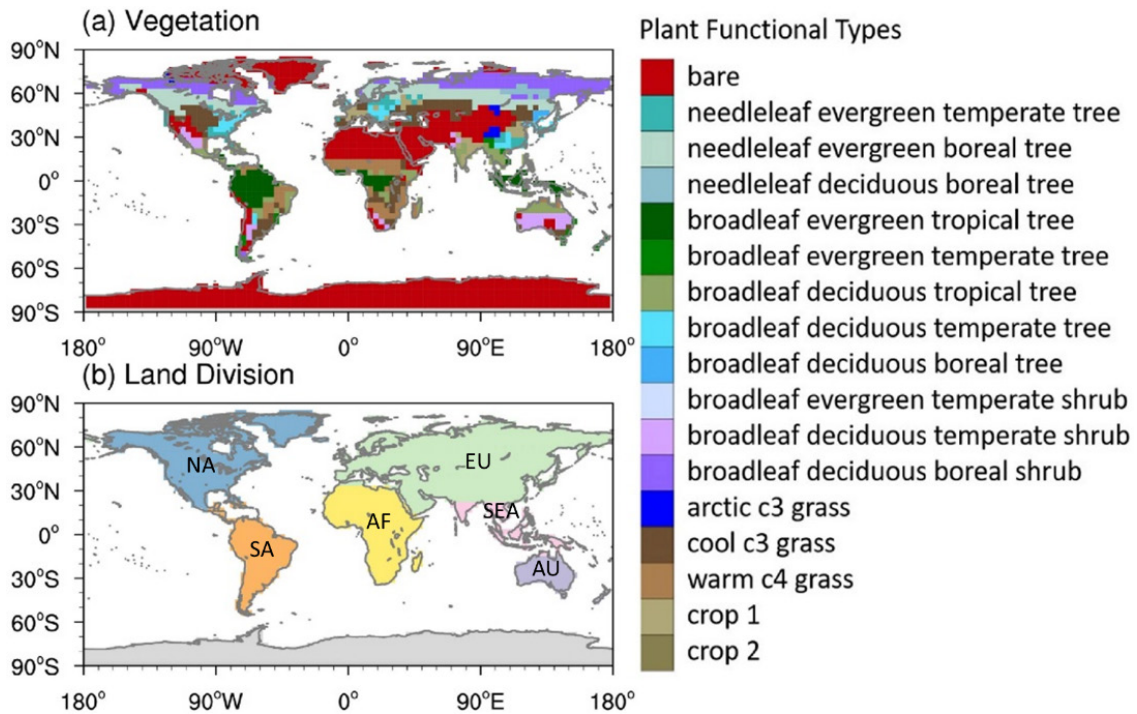 (a) Vegetation
90°N
60°N
30°N
0°
30°S
60°S
90°S
180°
90°W
0°
90°E
180°
(b) Land Division
90°N
60°N
30°N
0°
30°S
60°S
90°S
NA
EU
SEA
AF
SA
AU
180°
90°W
0°
90°E
180°
Plant Functional Types
bare
needleleaf evergreen temperate tree
needleleaf evergreen boreal tree
needleleaf deciduous boreal tree
broadleaf evergreen tropical tree
broadleaf evergreen temperate tree
broadleaf deciduous tropical tree
broadleaf deciduous temperate tree
broadleaf deciduous boreal tree
broadleaf evergreen temperate shrub
broadleaf deciduous temperate shrub
broadleaf deciduous boreal shrub
arctic c3 grass
cool c3 grass
warm c4 grass
crop 1
crop 2